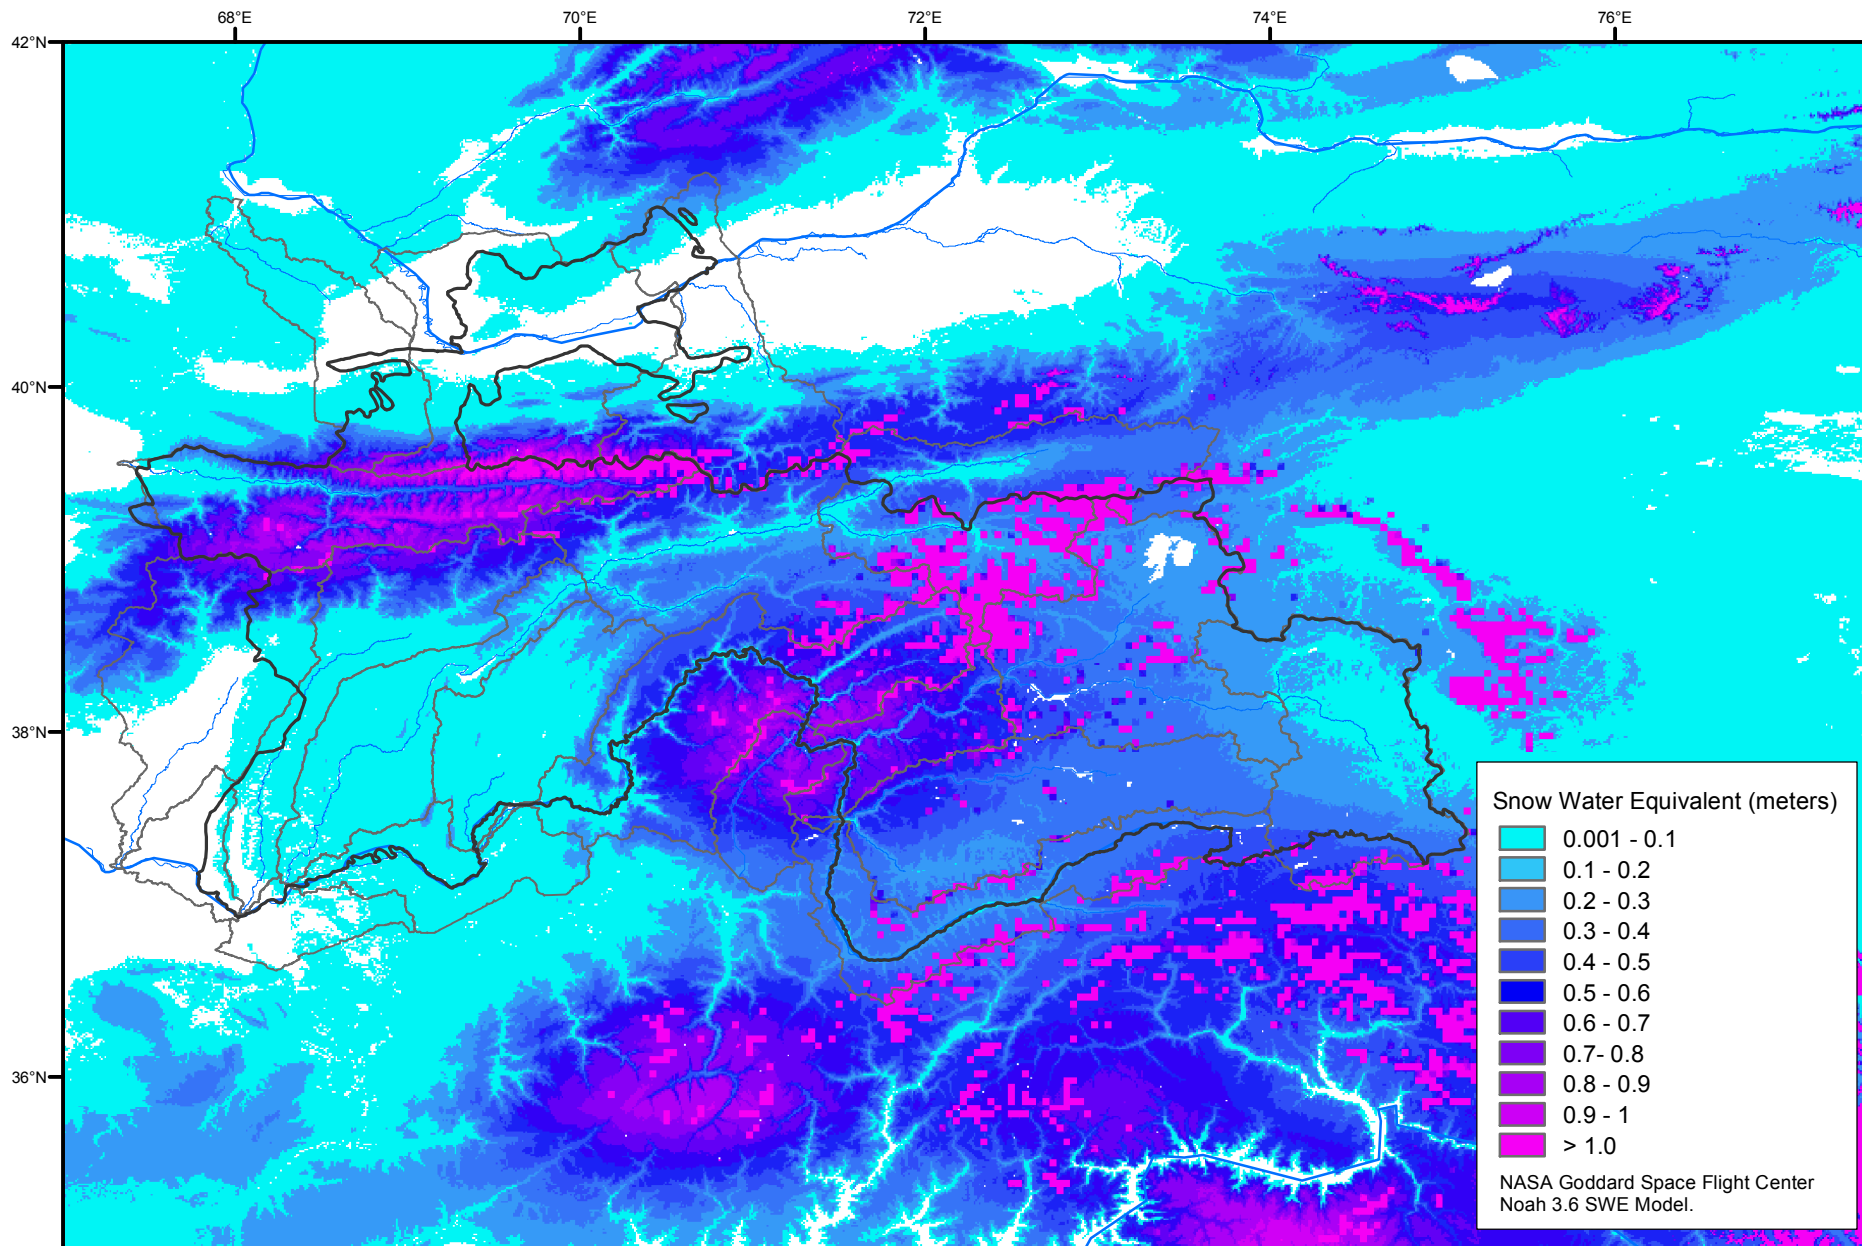 68°E
70°E
72°E
74°E
76°E
42°N
40°N
38°N
36°N
Snow Water Equivalent (meters)
0.001 - 0.1
0.1 - 0.2
0.2 - 0.3
0.3 - 0.4
0.4 - 0.5
0.5 - 0.6
0.6 - 0.7
0.7- 0.8
0.8 - 0.9
0.9 - 1
> 1.0
NASA Goddard Space Flight Center
Noah 3.6 SWE Model.